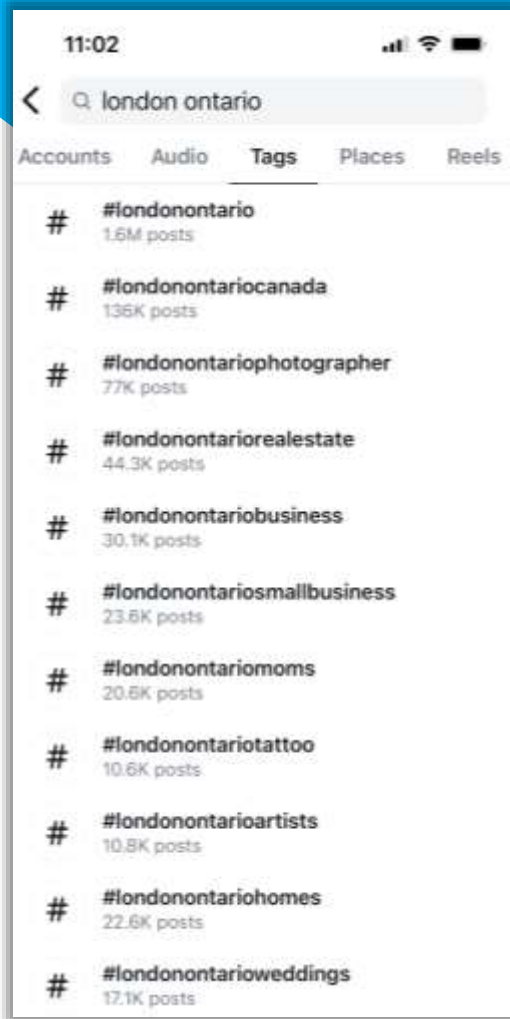 11:02
london ontario
Accounts Audio Tags Places Reels
# #londonontario
1.6M posts
# #londonontariocanada
136K posts
# #londonontariophotographer
77K posts
# #londonontariorealestate
44.3K posts
# #londonontariobusiness
30.1K posts
# #londonontariosmallbusiness
23.6K posts
# #londonontariomoms
20.6K posts
# #londonontariotattoo
10.6K posts
# #londonontarioartists
10.8K posts
# #londonontariohomes
22.6K posts
# #londonontarioweddings
17.1K posts